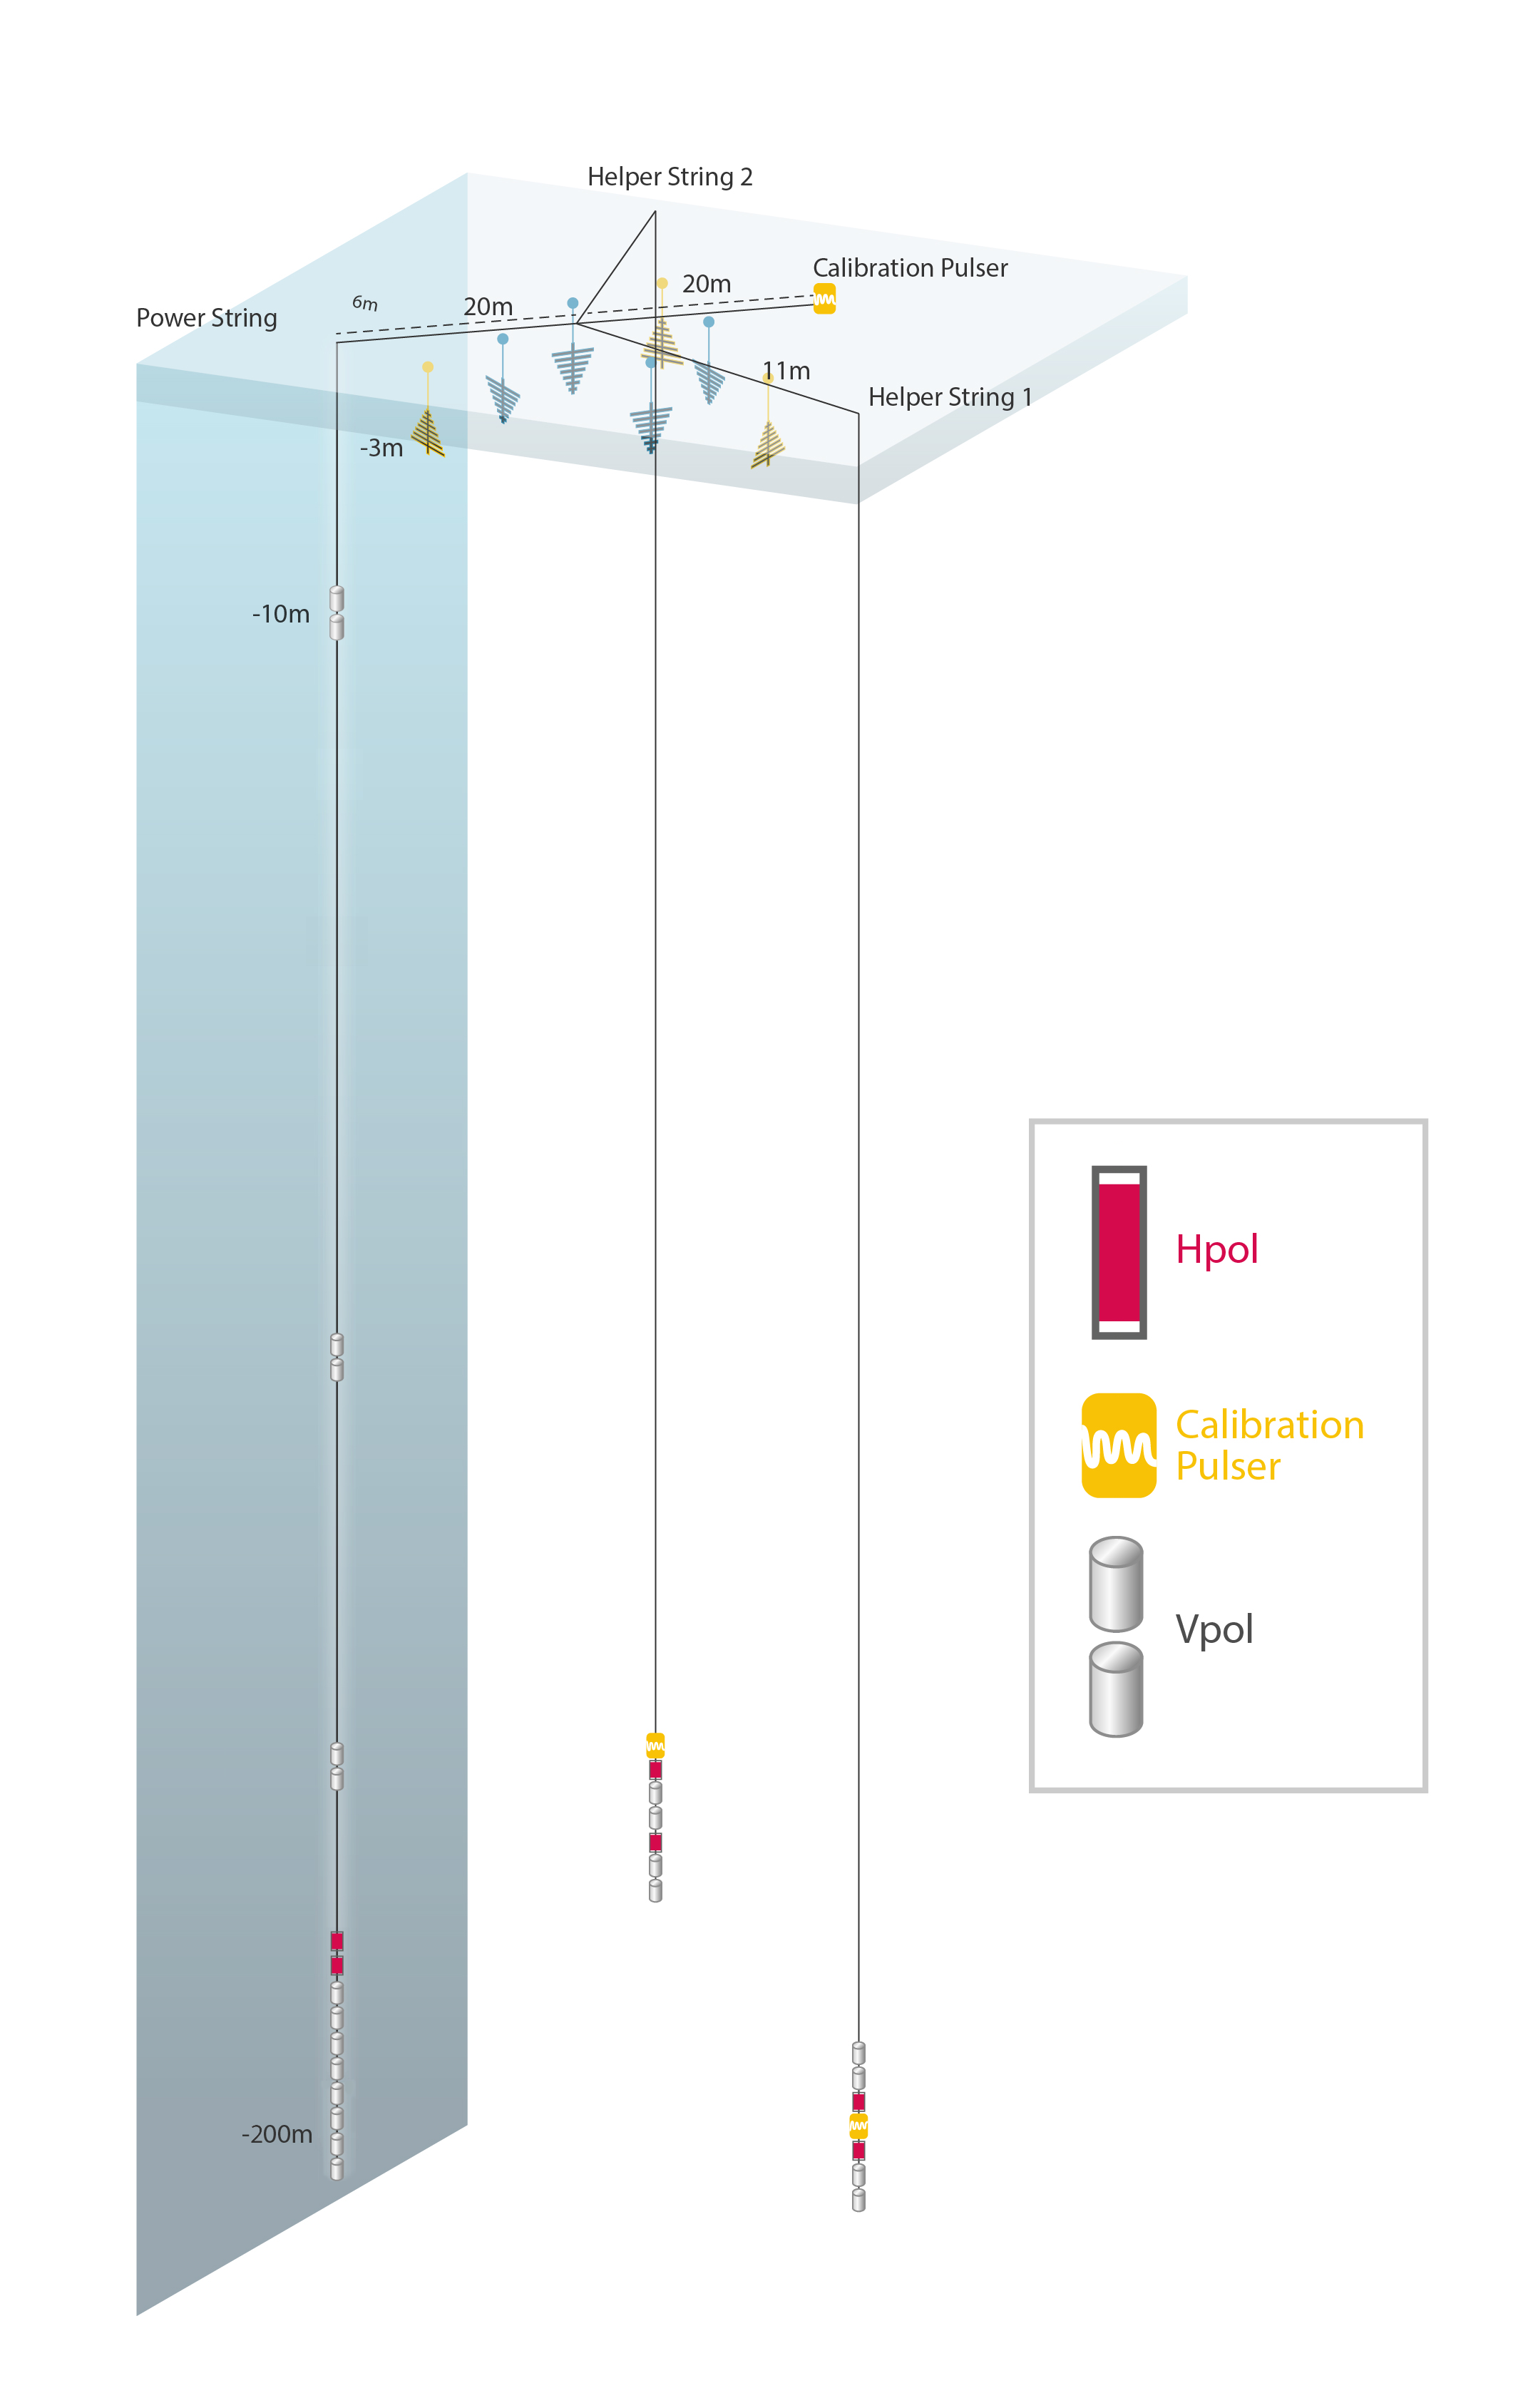 Helper String 2
Calibration Pulser
20m
6m
20m
Power String
11m
Helper String 1
-3m
-10m
Hpol
Calibration
Pulser
Vpol
-200m